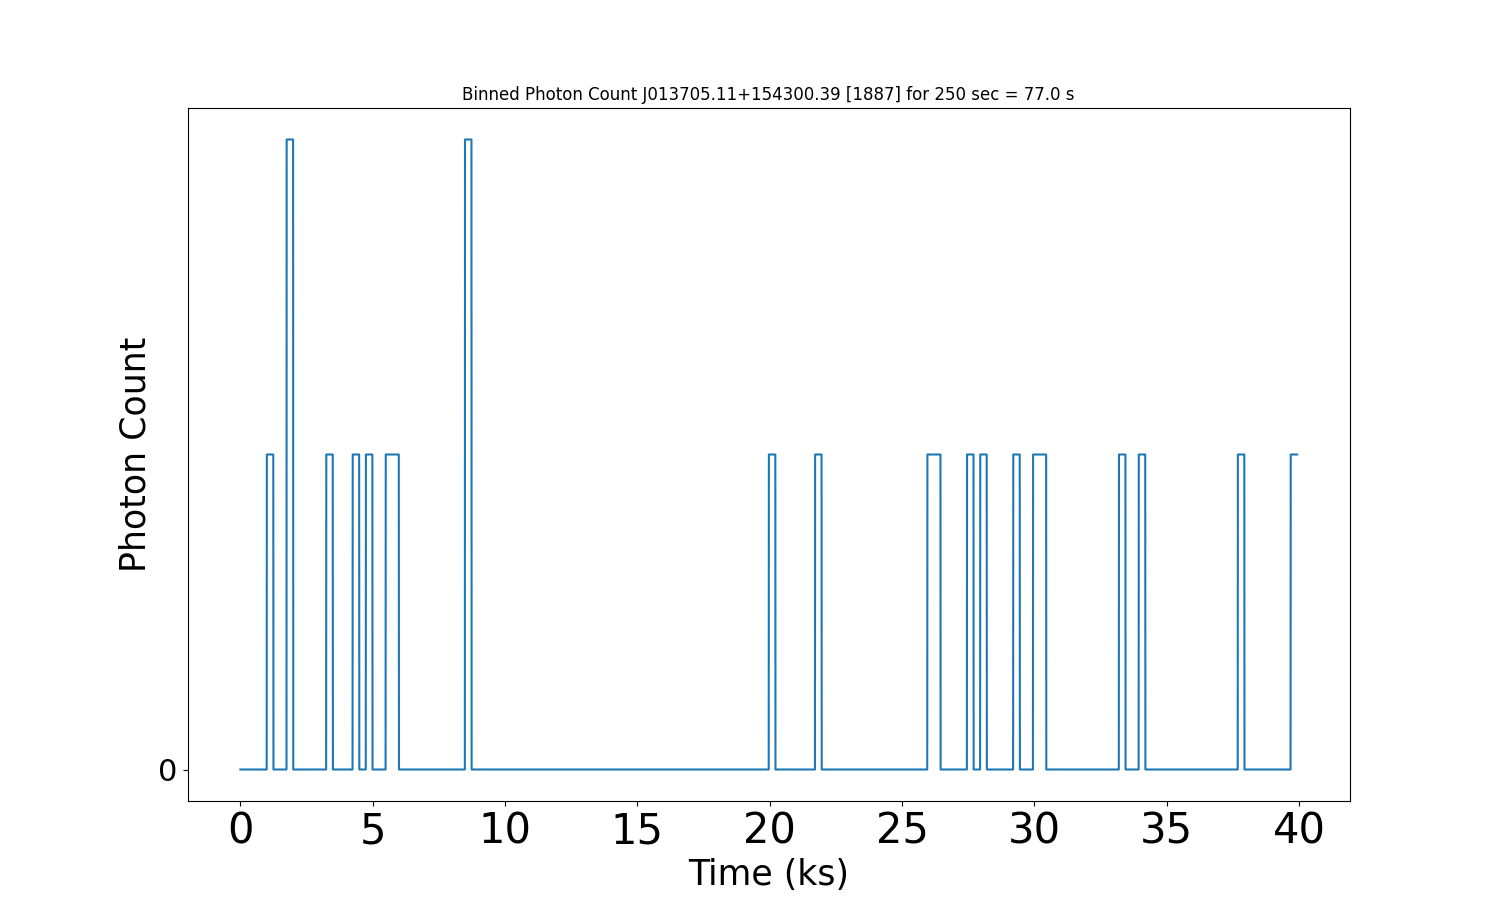 Binned Photon Count J013705.11+154300.39 [1887] for 250 sec = 77.0 s
Photon Count
0
0 5 10 15 20 25 30 35 40
Time (ks)